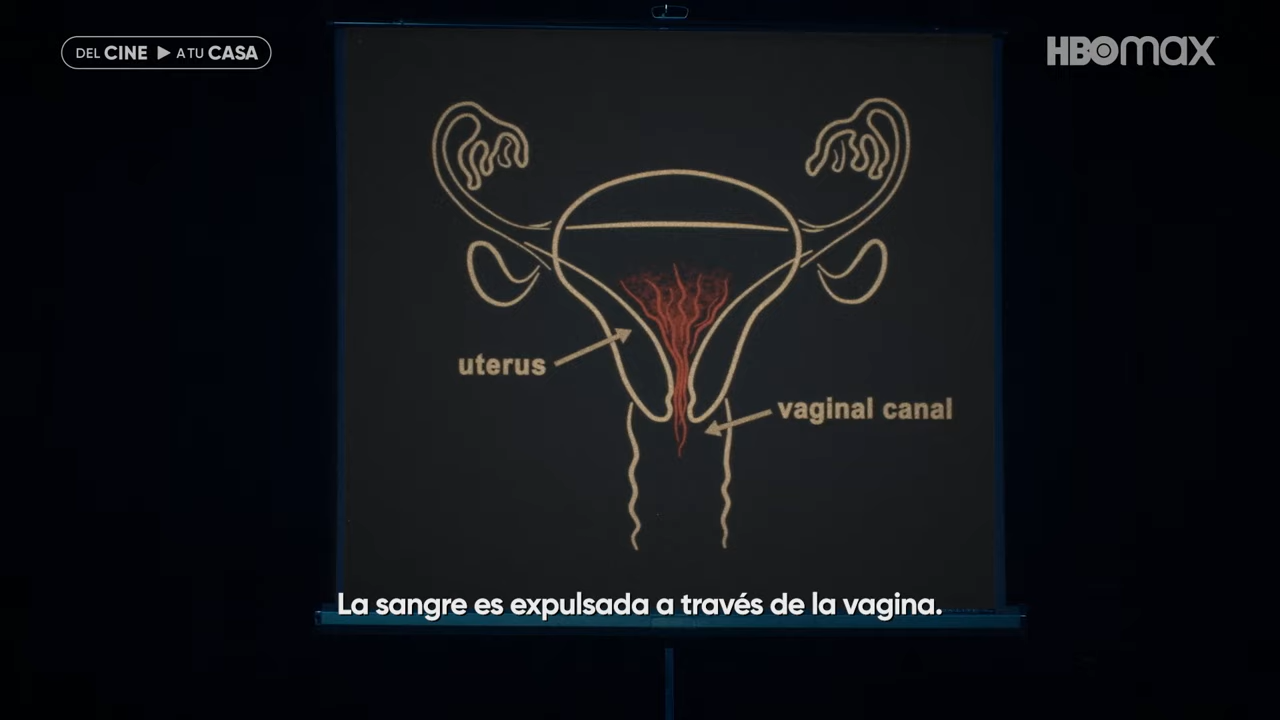 DEL CINE A TU CASA
HBOMAX
uterus
vaginal canal
La sangre es expulsada a través de la vagina.